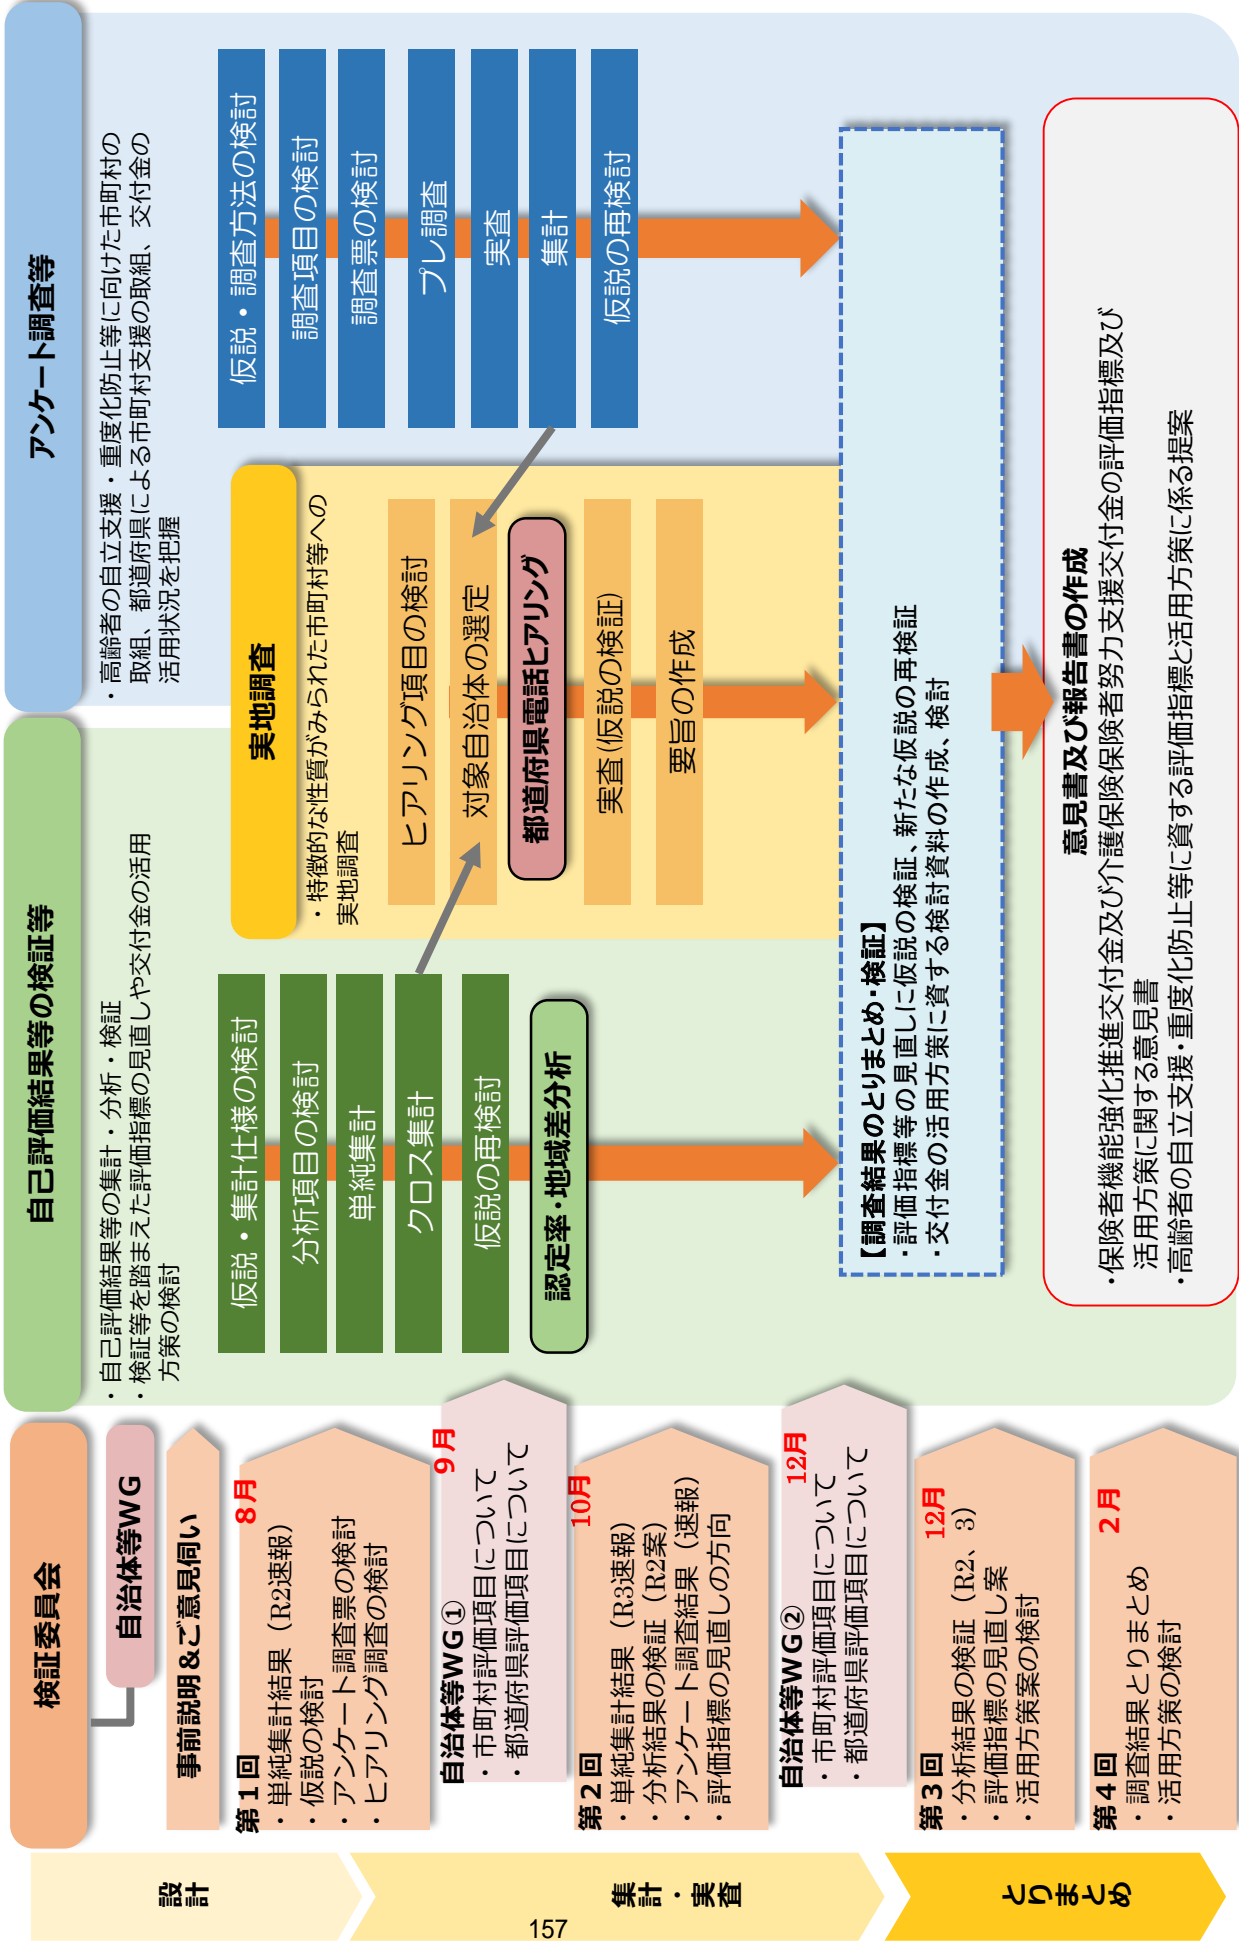 検証委員会
自治体等WG
事前説明&ご意見伺い
第1回
8月
・単純集計結果（R2速報）
・仮説の検討
・アンケート調査票の検討
・ヒアリング調査の検討
自治体等WG①
9月
・市町村評価項目について
・都道府県評価項目について
第2回
10月
・単純集計結果（R3速報）
・分析結果の検証（R2案）
・アンケート調査結果（速報）
・評価指標の見直しの方向
自治体等WG②
12月
・市町村評価項目について
・都道府県評価項目について
第3回
12月
・分析結果の検証（R2、3）
・評価指標の見直し案
・活用方策案の検討
第4回
2月
・調査結果とりまとめ
・活用方策の検討
設計
集計・実査
とりまとめ
自己評価結果等の検証等
・自己評価結果等の集計・分析・検証
・検証等を踏まえた評価指標の見直しや交付金の活用
方策の検討
仮説・集計仕様の検討
分析項目の検討
単純集計
クロス集計
仮説の再検討
認定率・地域差分析
実地調査
・特徴的な性質がみられた市町村等への
実地調査
ヒアリング項目の検討
対象自治体の選定
都道府県電話ヒアリング
実査(仮説の検証)
要旨の作成
アンケート調査等
・高齢者の自立支援・重度化防止等に向けた市町村の
取組、都道府県による市町村支援の取組、交付金の
活用状況を把握
仮説・調査方法の検討
調査項目の検討
調査票の検討
プレ調査
実査
集計
仮説の再検討
【調査結果のとりまとめ・検証】
・評価指標等の見直しに仮説の検証、新たな仮説の再検証
・交付金の活用方策に資する検討資料の作成、検討
意見書及び報告書の作成
・保険者機能強化推進交付金及び介護保険保険者努力支援交付金の評価指標及び
活用方策に関する意見書
・高齢者の自立支援・重度化防止等に資する評価指標と活用方策に係る提案
157